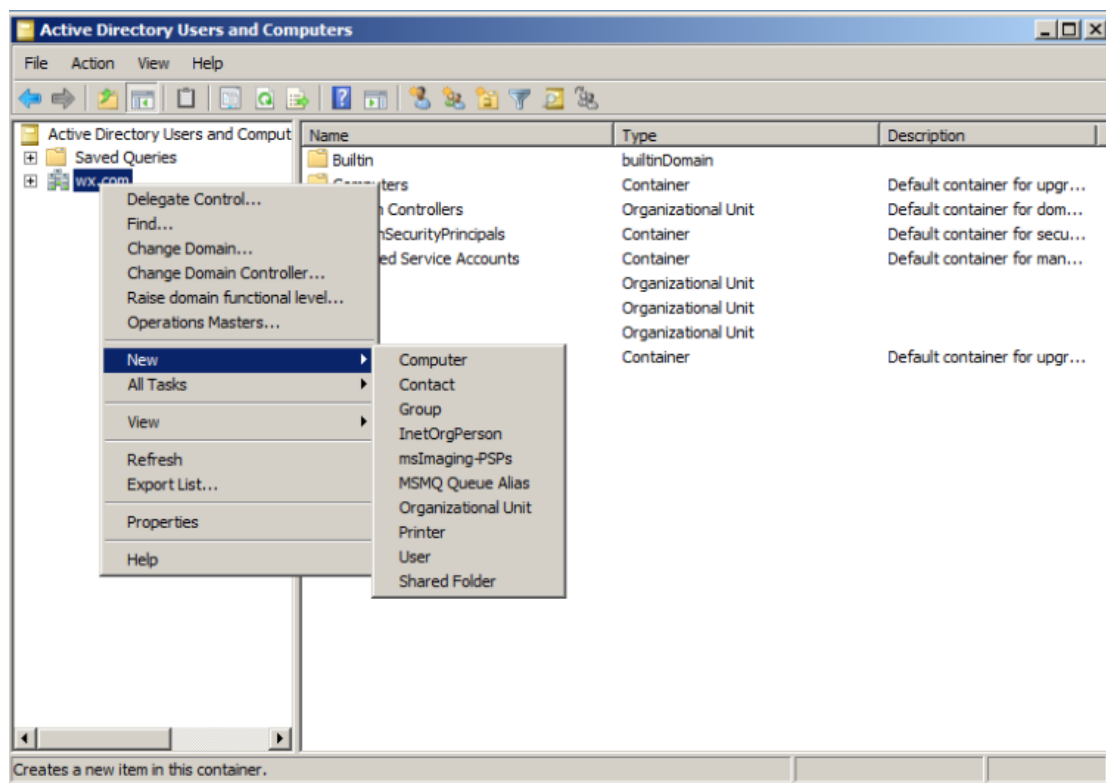 Active Directory Users and Computers
File Action View Help
Active Directory Users and Comput
Saved Queries
wx.com
Name Type Description
Builtin builtinDomain
Container Default container for upgr...
Controllers Organizational Unit Default container for dom...
SecurityPrincipals Container Default container for secu...
ed Service Accounts Container Default container for man...
Organizational Unit
Organizational Unit
Organizational Unit
Container Default container for upgr...
Delegate Control...
Find...
Change Domain...
Change Domain Controller...
Raise domain functional level...
Operations Masters...
New
All Tasks
View
Refresh
Export List...
Properties
Help
Computer
Contact
Group
InetOrgPerson
msImaging-PSPs
MSMQ Queue Alias
Organizational Unit
Printer
User
Shared Folder
Creates a new item in this container.